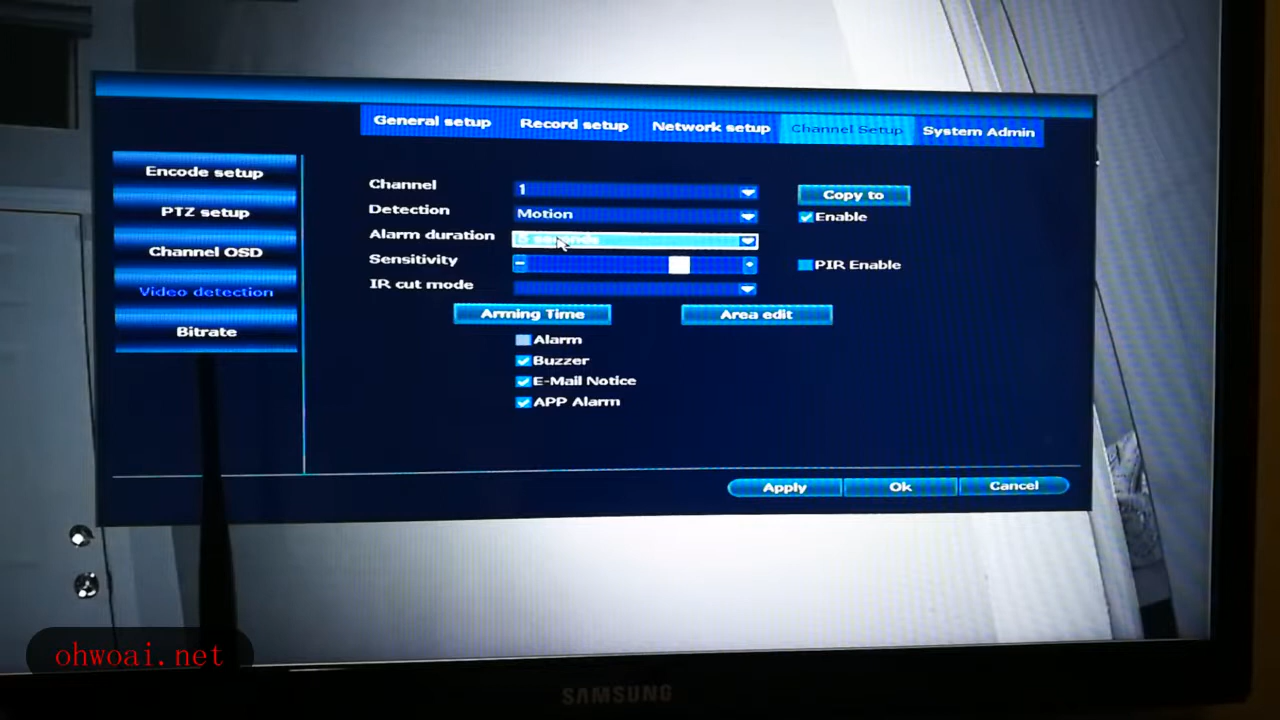 General setup Record setup Network setup Channel Setup System Admin
Encode setup
PTZ setup
Channel OSD
Video detection
Bitrate
Channel 1 Copy to
Detection Motion Enable
Alarm duration 5 seconds
Sensitivity - + PIR Enable
IR cut mode
Arming Time Area edit
Alarm
Buzzer
E-Mail Notice
APP Alarm
Apply Ok Cancel
ohwoai.net
SAMSUNG